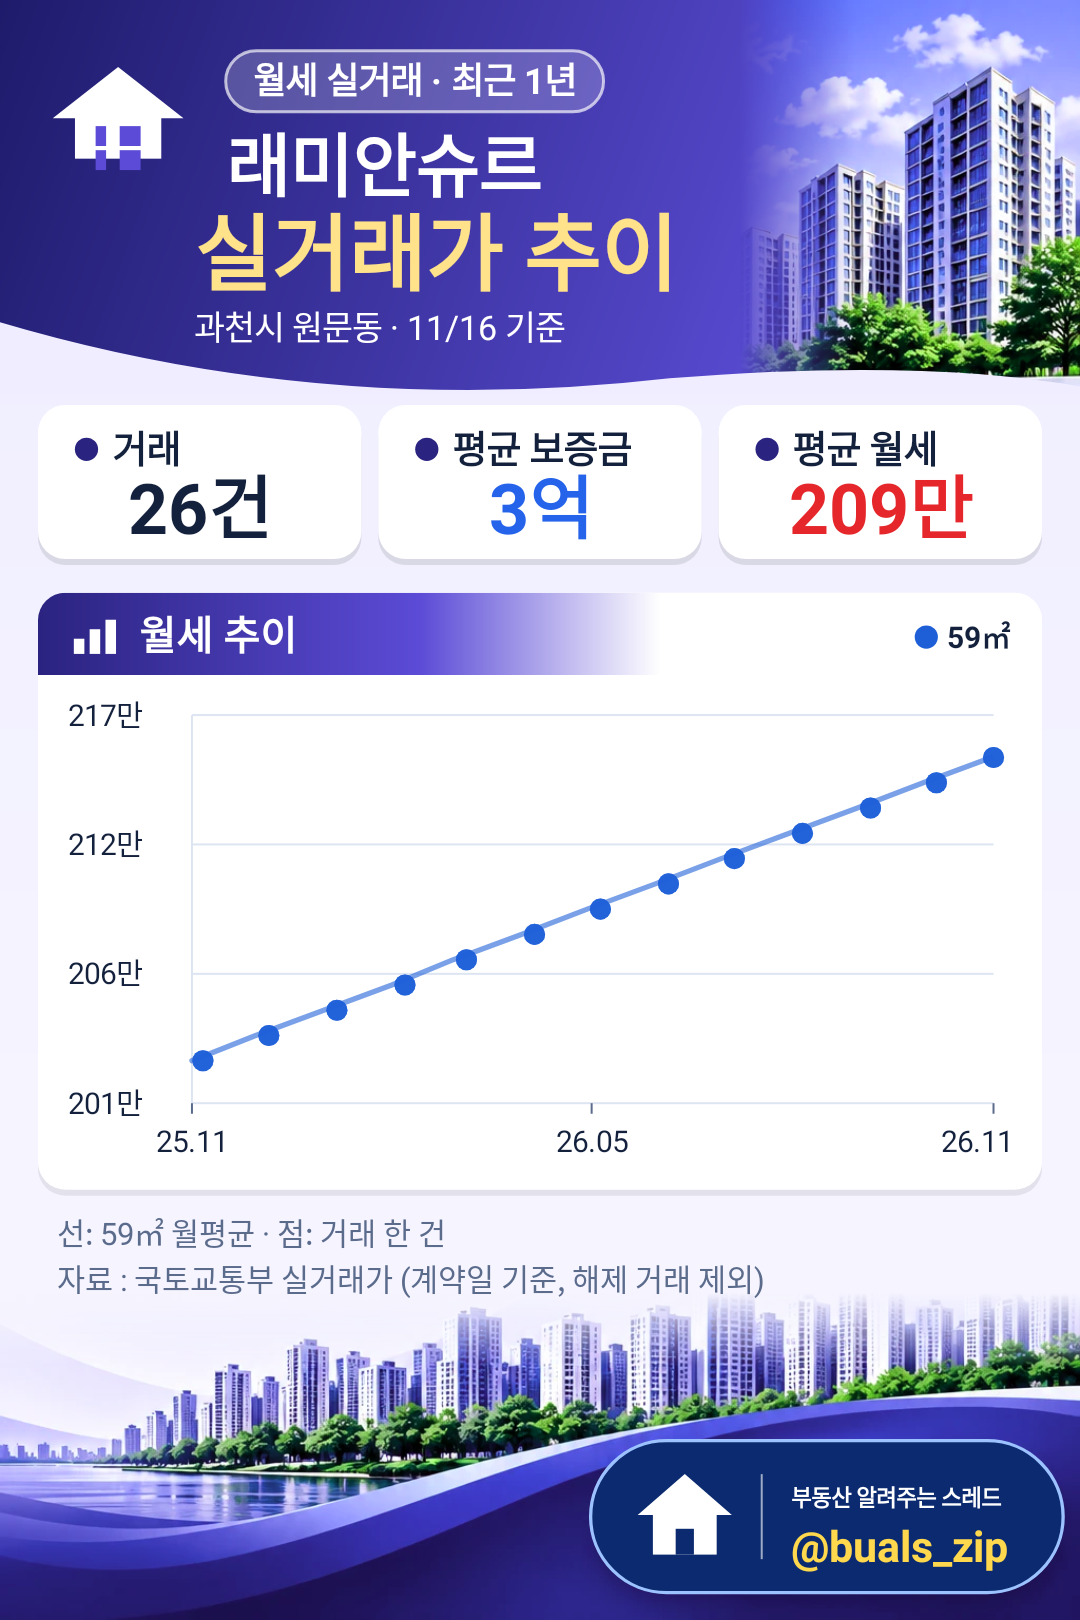 월세 실거래 · 최근 1년
래미안슈르
실거래가 추이
과천시 원문동 · 11/16 기준
거래
26건
평균 보증금
3억
평균 월세
209만
월세 추이
59㎡
217만
212만
206만
201만
25.11
26.05
26.11
선: 59㎡ 월평균 · 점: 거래 한 건
자료 : 국토교통부 실거래가 (계약일 기준, 해제 거래 제외)
부동산 알려주는 스레드
@buals_zip